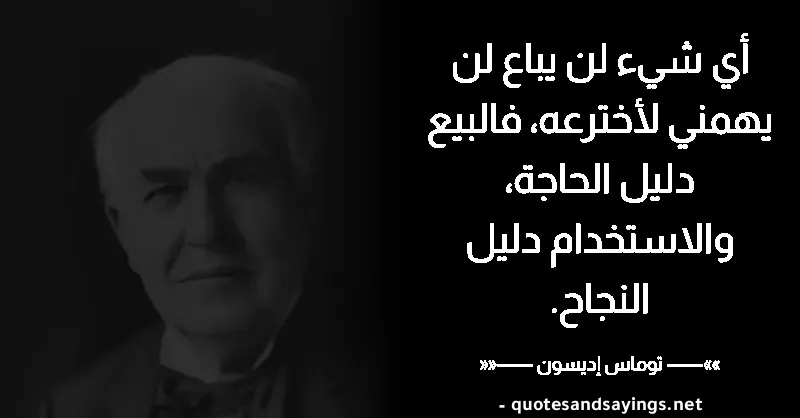 أي شيء لن يباع لن
يهمني لأخترعه، فالبيع
دليل الحاجة،
والاستخدام دليل
النجاح.
»»—— توماس إديسون ——««
- quotesandsayings.net